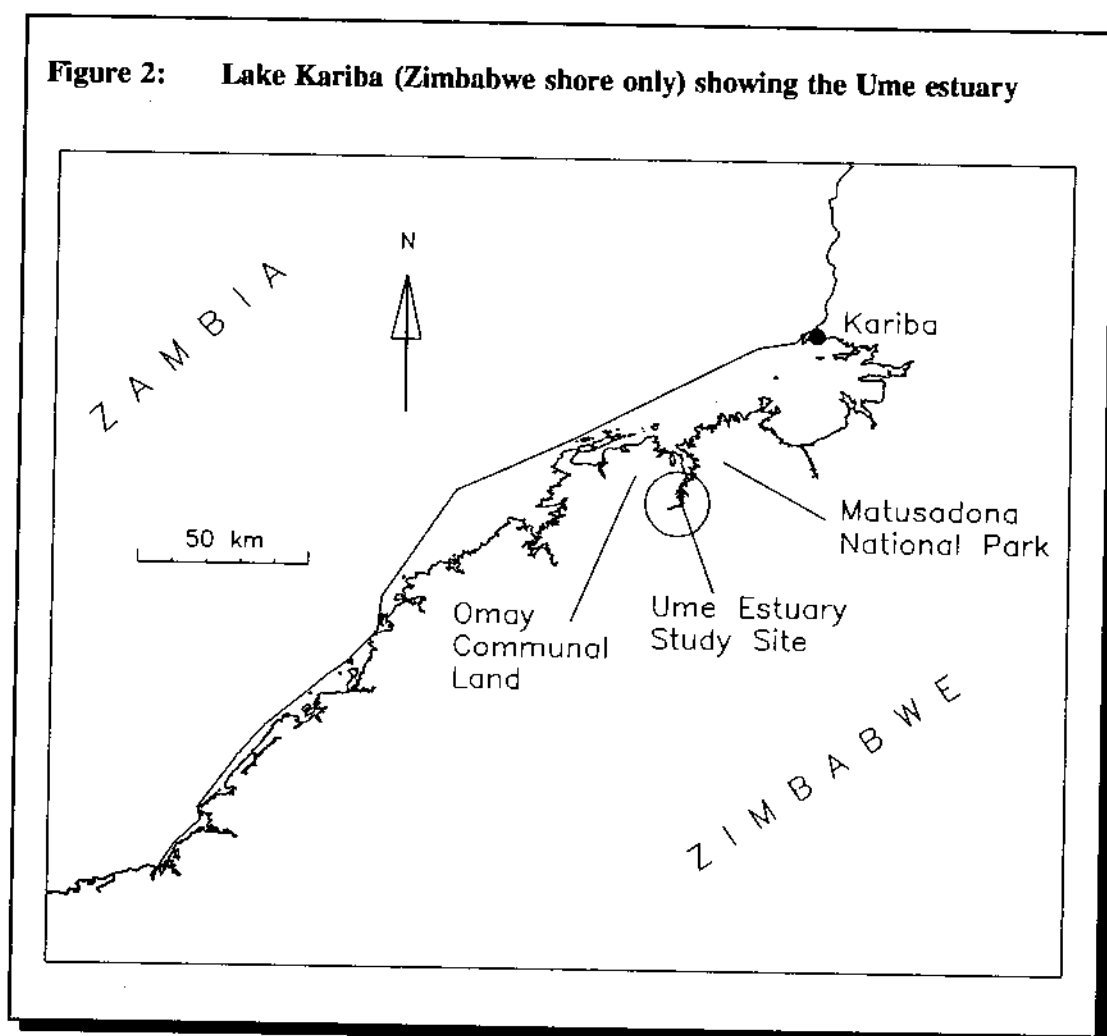 Figure 2: Lake Kariba (Zimbabwe shore only) showing the Ume estuary
N
ZAMBIA
Kariba
50 km
Matusadona
National Park
Omay
Communal
Land
Ume Estuary
Study Site
ZIMBABWE